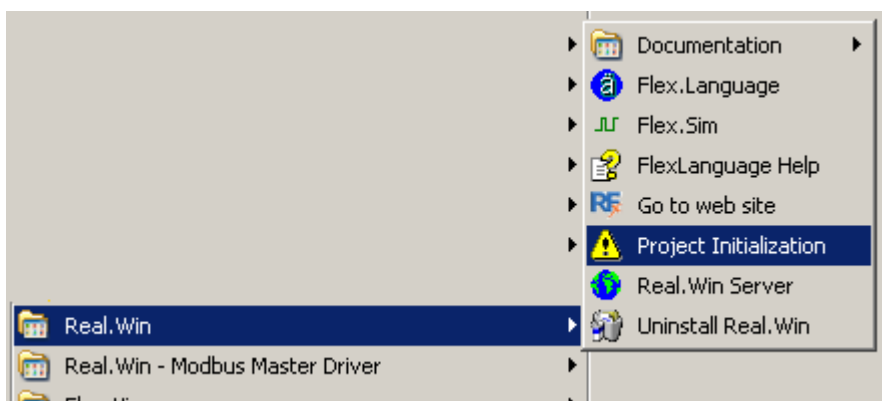 Documentation
Flex.Language
Flex.Sim
FlexLanguage Help
Go to web site
Project Initialization
Real.Win Server
Uninstall Real.Win
Real.Win
Real.Win - Modbus Master Driver